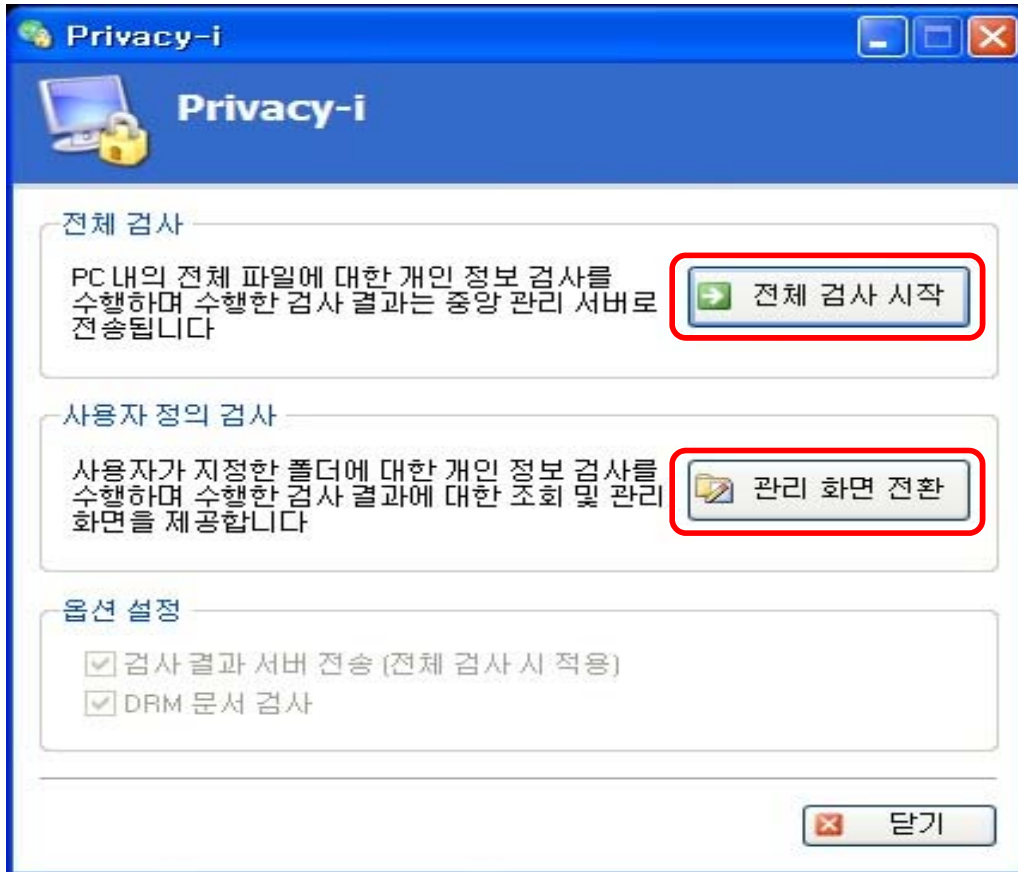 Privacy-i
Privacy-i
전체 검사
PC 내의 전체 파일에 대한 개인 정보 검사를
수행하며 수행한 검사 결과는 중앙 관리 서버로
전송됩니다
전체 검사 시작
사용자 정의 검사
사용자가 지정한 폴더에 대한 개인 정보 검사를
수행하며 수행한 검사 결과에 대한 조회 및 관리
화면을 제공합니다
관리 화면 전환
옵션 설정
검사 결과 서버 전송 (전체 검사 시 적용)
DRM 문서 검사
닫기